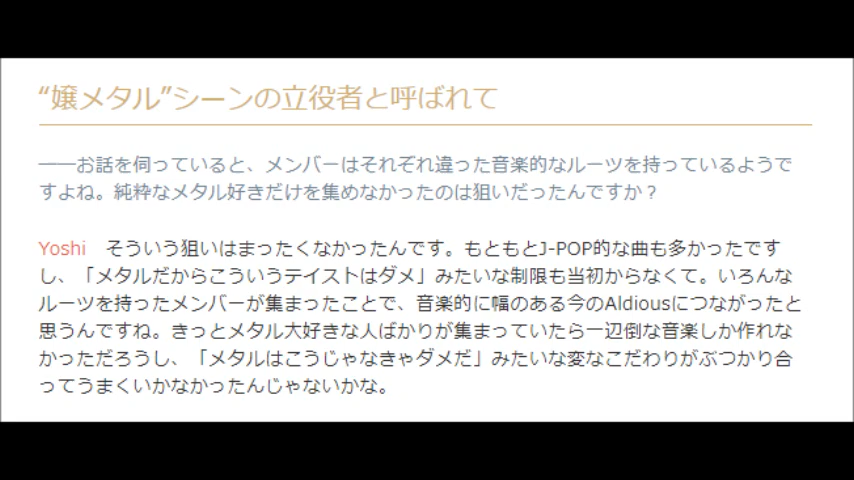 “嬢メタル”シーンの立役者と呼ばれて
――お話を伺っていると、メンバーはそれぞれ違った音楽的なルーツを持っているようで
すよね。純粋なメタル好きだけを集めなかったのは狙いだったんですか？
Yoshi　そういう狙いはまったくなかったんです。もともとJ-POP的な曲も多かったです
し、「メタルだからこういうテイストはダメ」みたいな制限も当初からなくて。いろんな
ルーツを持ったメンバーが集まったことで、音楽的に幅のある今のAldiousにつながったと
思うんですね。きっとメタル大好きな人ばかりが集まっていたら一辺倒な音楽しか作れな
かっただろうし、「メタルはこうじゃなきゃダメだ」みたいな変なこだわりがぶつかり合
ってうまくいかなかったんじゃないかな。